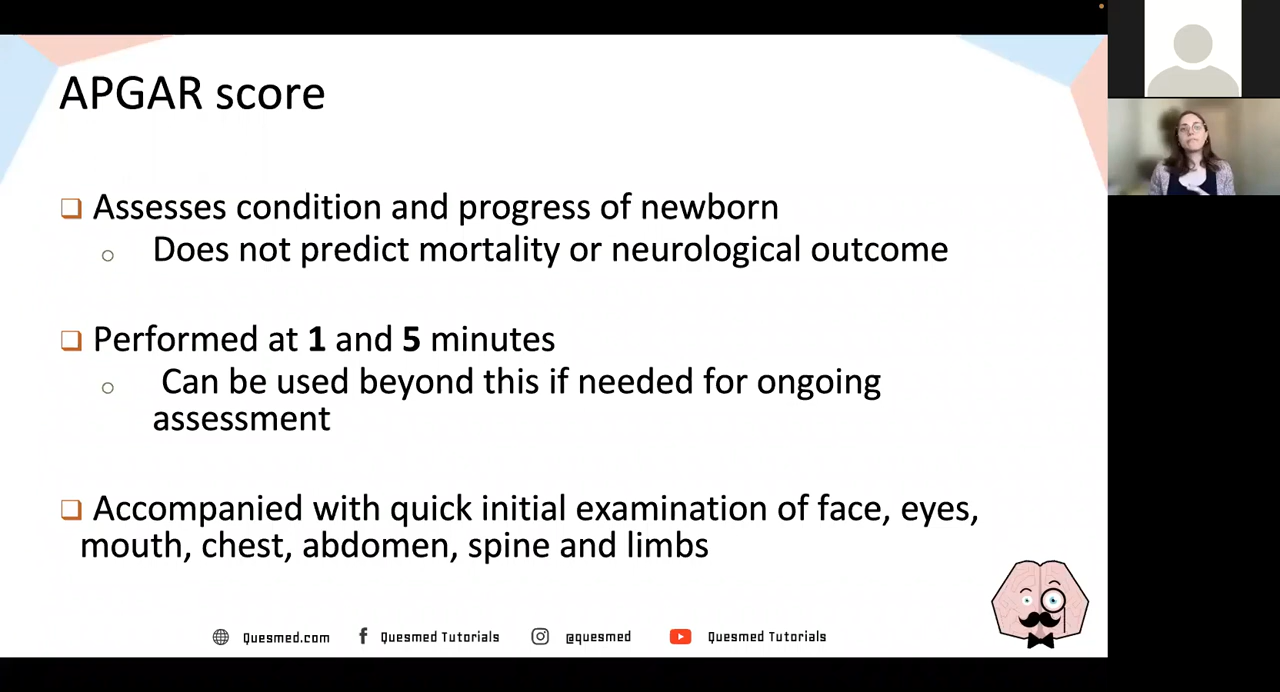 APGAR score
Assesses condition and progress of newborn
Does not predict mortality or neurological outcome
Performed at 1 and 5 minutes
Can be used beyond this if needed for ongoing
assessment
Accompanied with quick initial examination of face, eyes,
mouth, chest, abdomen, spine and limbs
Quesmed.com Quesmed Tutorials @quesmed Quesmed Tutorials